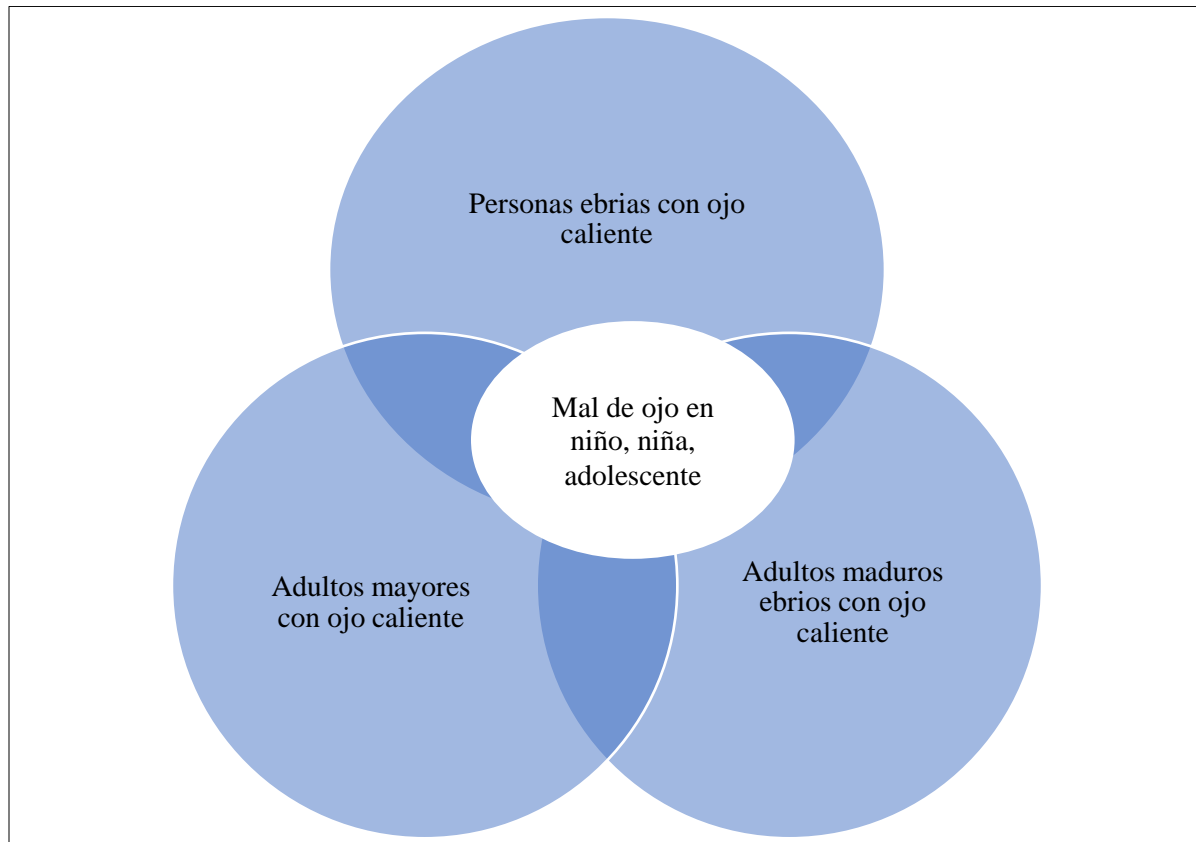 Personas ebrias con ojo
caliente
Mal de ojo en
niño, niña,
adolescente
Adultos mayores
con ojo caliente
Adultos maduros
ebrios con ojo
caliente